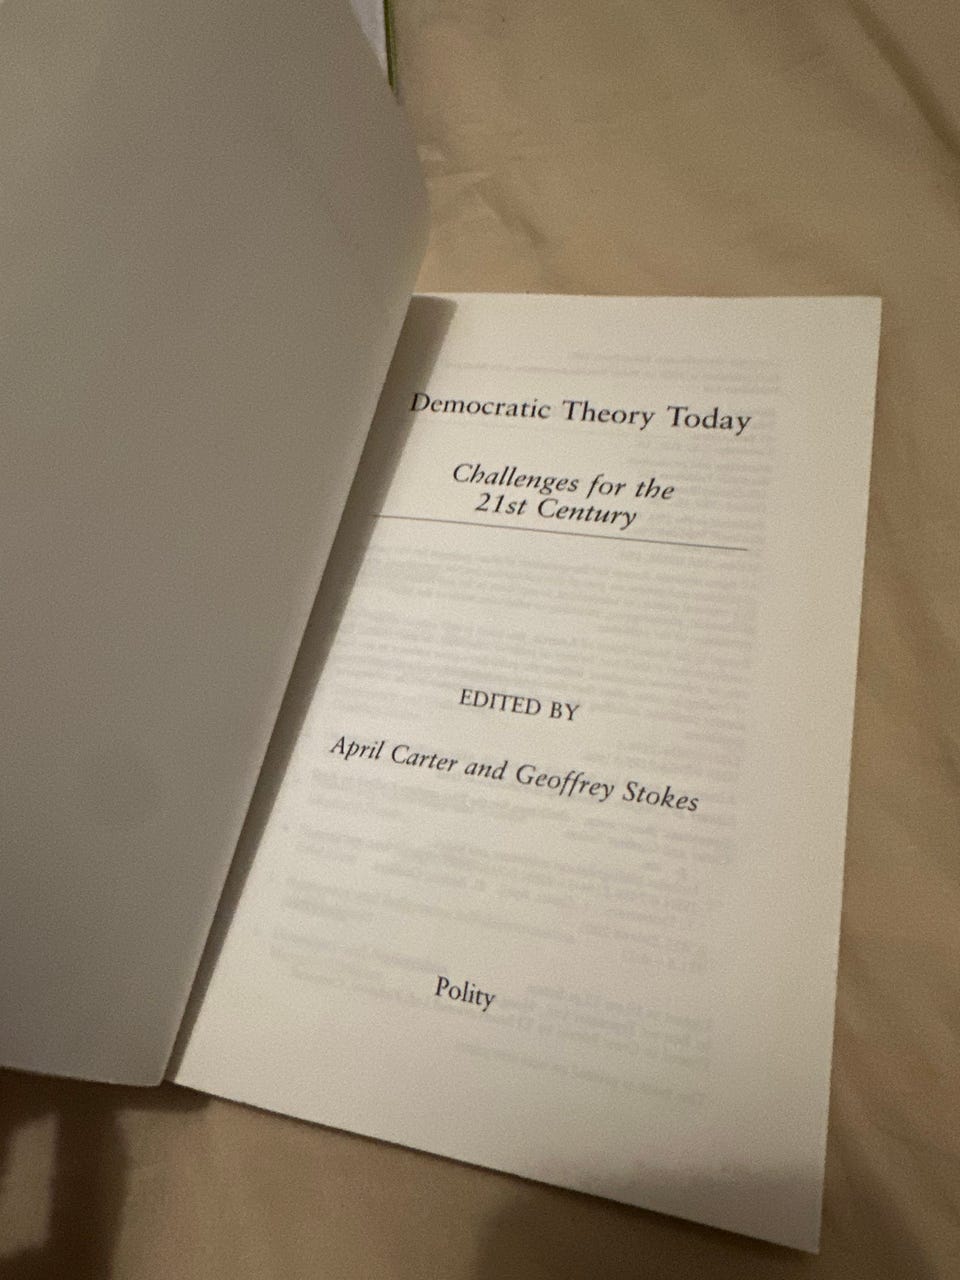 Democratic Theory Today
Challenges for the
21st Century
EDITED BY
April Carter and Geoffrey Stokes
Polity